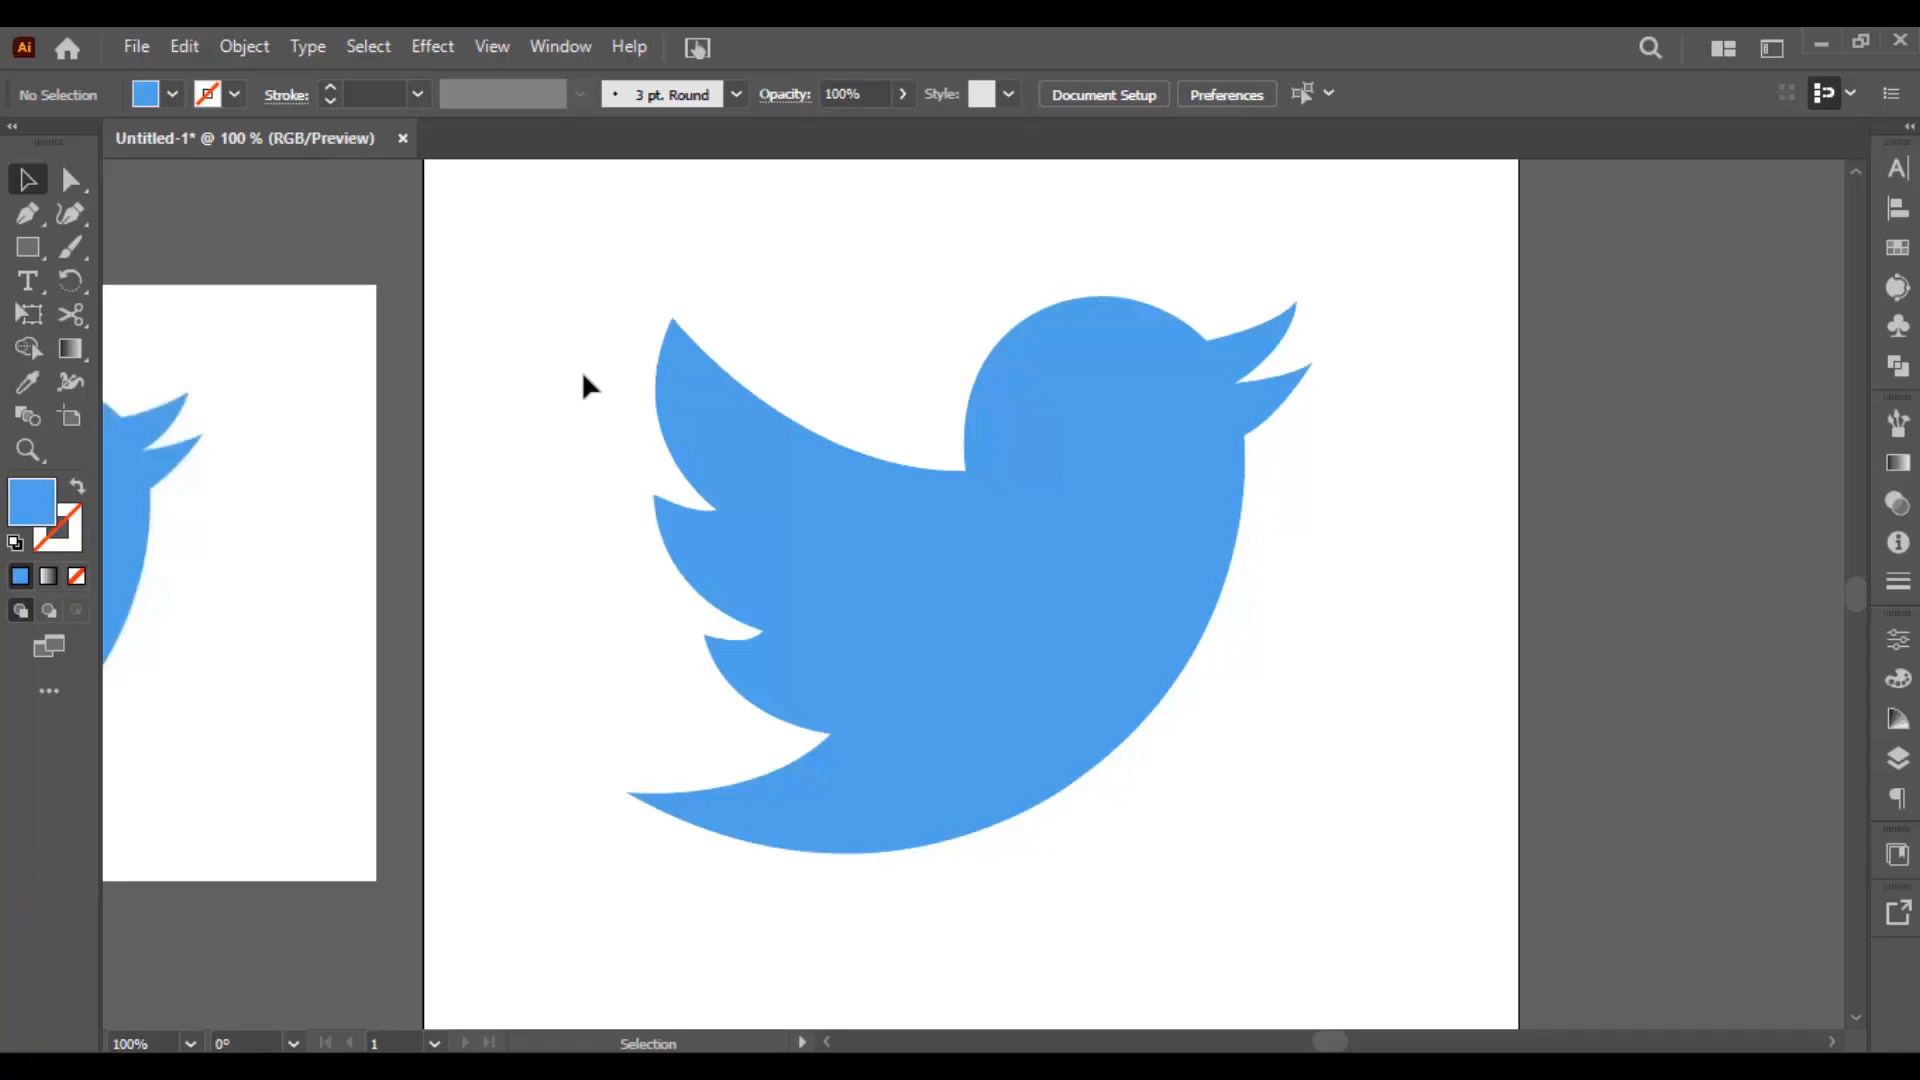 Ai File Edit Object Type Select Effect View Window Help
No Selection Stroke: 3 pt. Round Opacity: 100% Style: Document Setup Preferences
Untitled-1* @ 100 % (RGB/Preview) ×
100% 0° 1 Selection